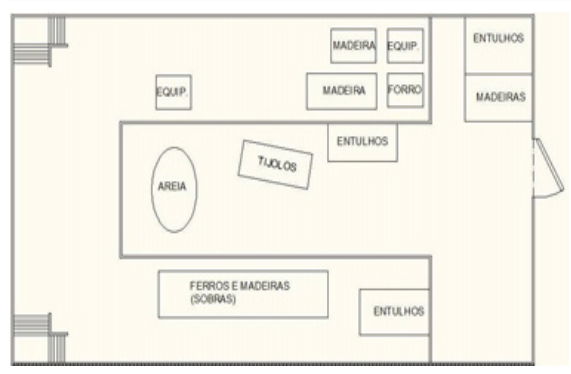 MADEIRA
EQUIP.
ENTULHOS
EQUIP.
MADEIRA
FORRO
MADEIRAS
ENTULHOS
TIJOLOS
AREIA
FERROS E MADEIRAS
(SOBRAS)
ENTULHOS